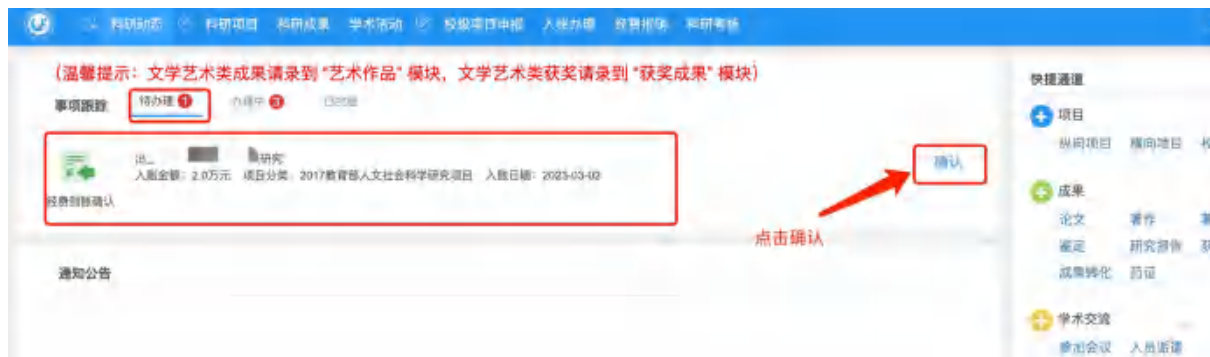 科研动态 科研项目 科研成果 学术活动 校级项目申报 入账办理 经费报销 科研考核
(温馨提示：文学艺术类成果请录到 "艺术作品" 模块，文学艺术类获奖请录到 "获奖成果" 模块)
事项跟踪 待办理 1 办理中 3 已办理
研究
入账金额：2.0万元 项目分类：2017教育部人文社会科学研究项目 入账日期：2023-03-02
经费到账确认
确认
点击确认
通知公告
快捷通道
项目
纵向项目 横向项目
成果
论文 著作
鉴定 研究报告
成果转化 药证
学术交流
参加会议 人员邀请